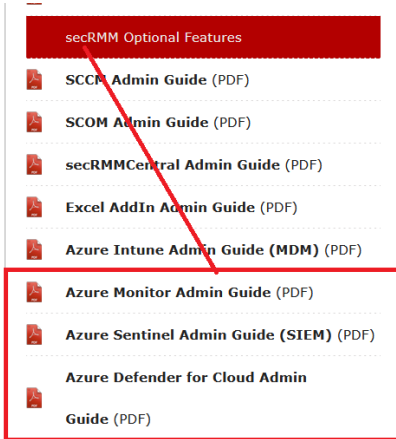 secRMM Optional Features
SCCM Admin Guide (PDF)
SCOM Admin Guide (PDF)
secRMMCentral Admin Guide (PDF)
Excel AddIn Admin Guide (PDF)
Azure Intune Admin Guide (MDM) (PDF)
Azure Monitor Admin Guide (PDF)
Azure Sentinel Admin Guide (SIEM) (PDF)
Azure Defender for Cloud Admin
Guide (PDF)